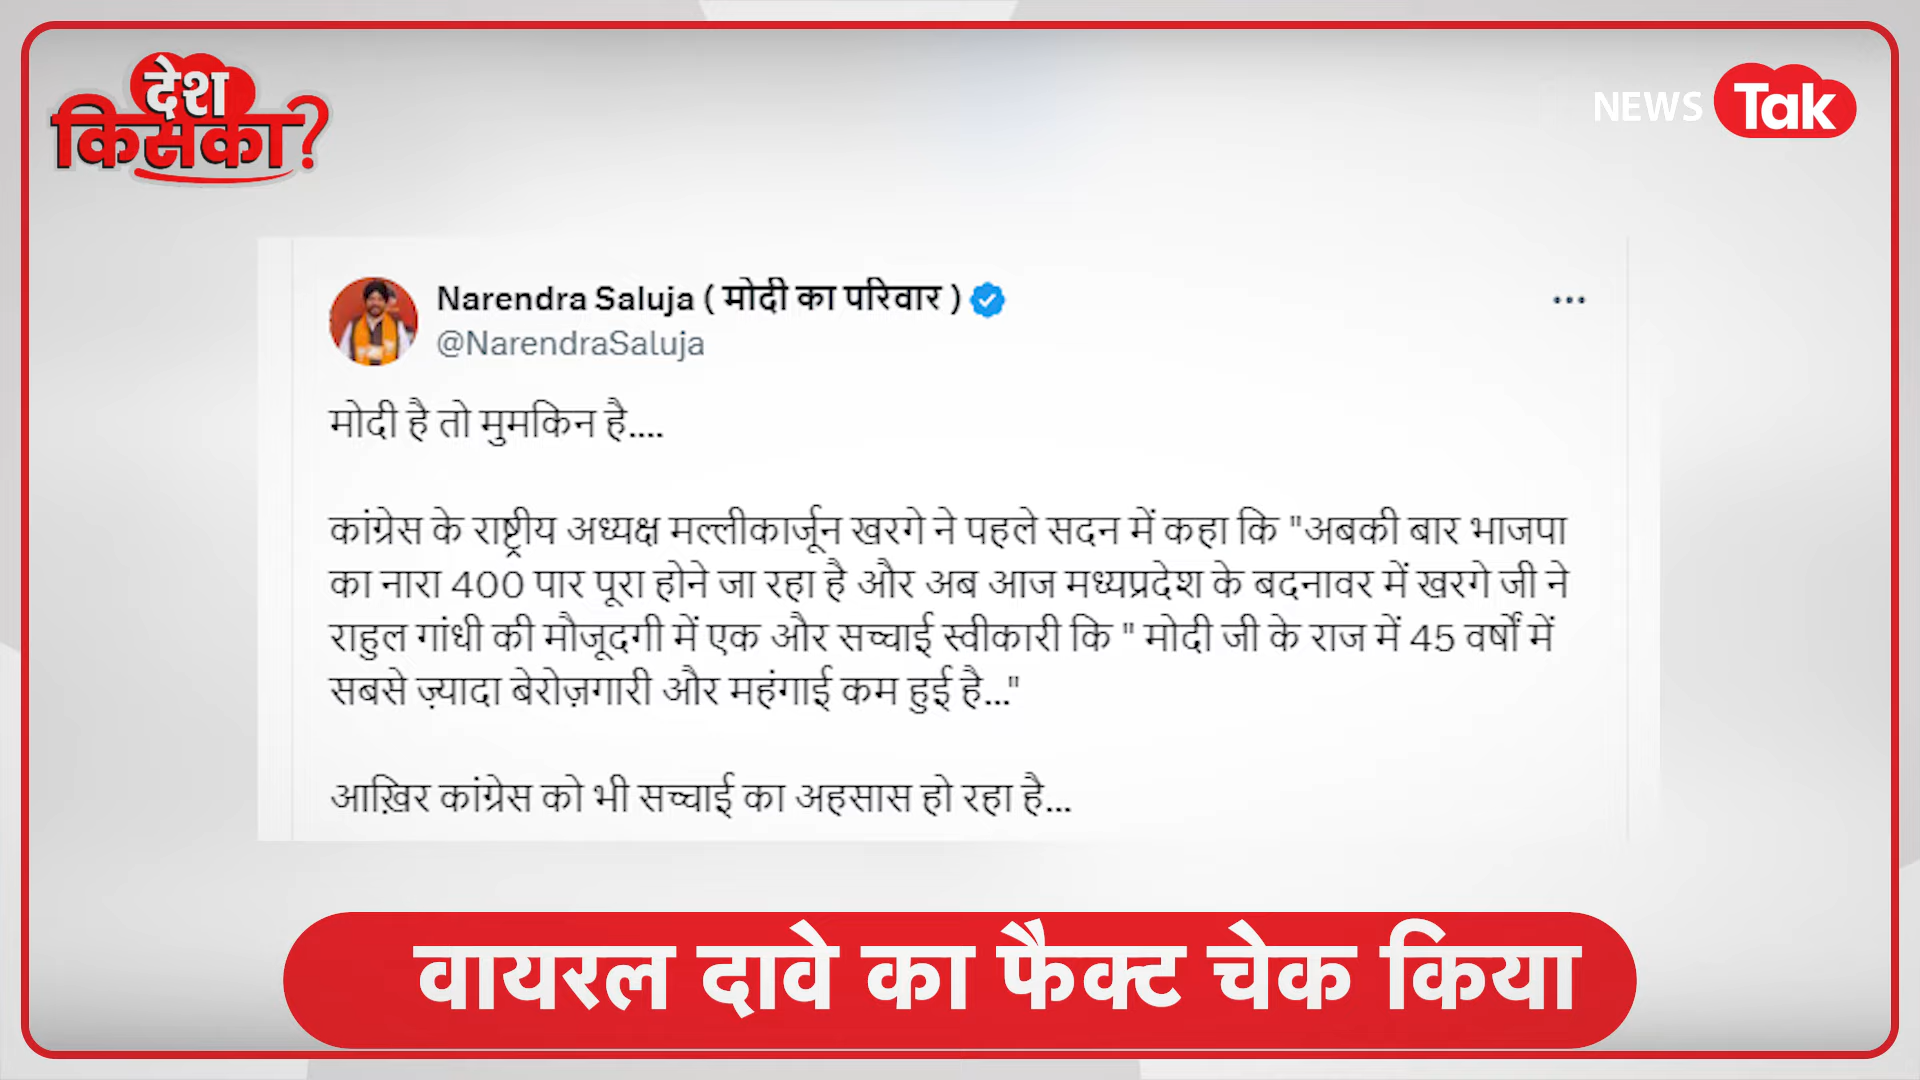 देश
किसका?
NEWS Tak
Narendra Saluja ( मोदी का परिवार )
@NarendraSaluja
मोदी है तो मुमकिन है....
कांग्रेस के राष्ट्रीय अध्यक्ष मल्लीकार्जून खरगे ने पहले सदन में कहा कि "अबकी बार भाजपा
का नारा 400 पार पूरा होने जा रहा है और अब आज मध्यप्रदेश के बदनावर में खरगे जी ने
राहुल गांधी की मौजूदगी में एक और सच्चाई स्वीकारी कि " मोदी जी के राज में 45 वर्षों में
सबसे ज़्यादा बेरोज़गारी और महंगाई कम हुई है..."
आख़िर कांग्रेस को भी सच्चाई का अहसास हो रहा है...
वायरल दावे का फैक्ट चेक किया